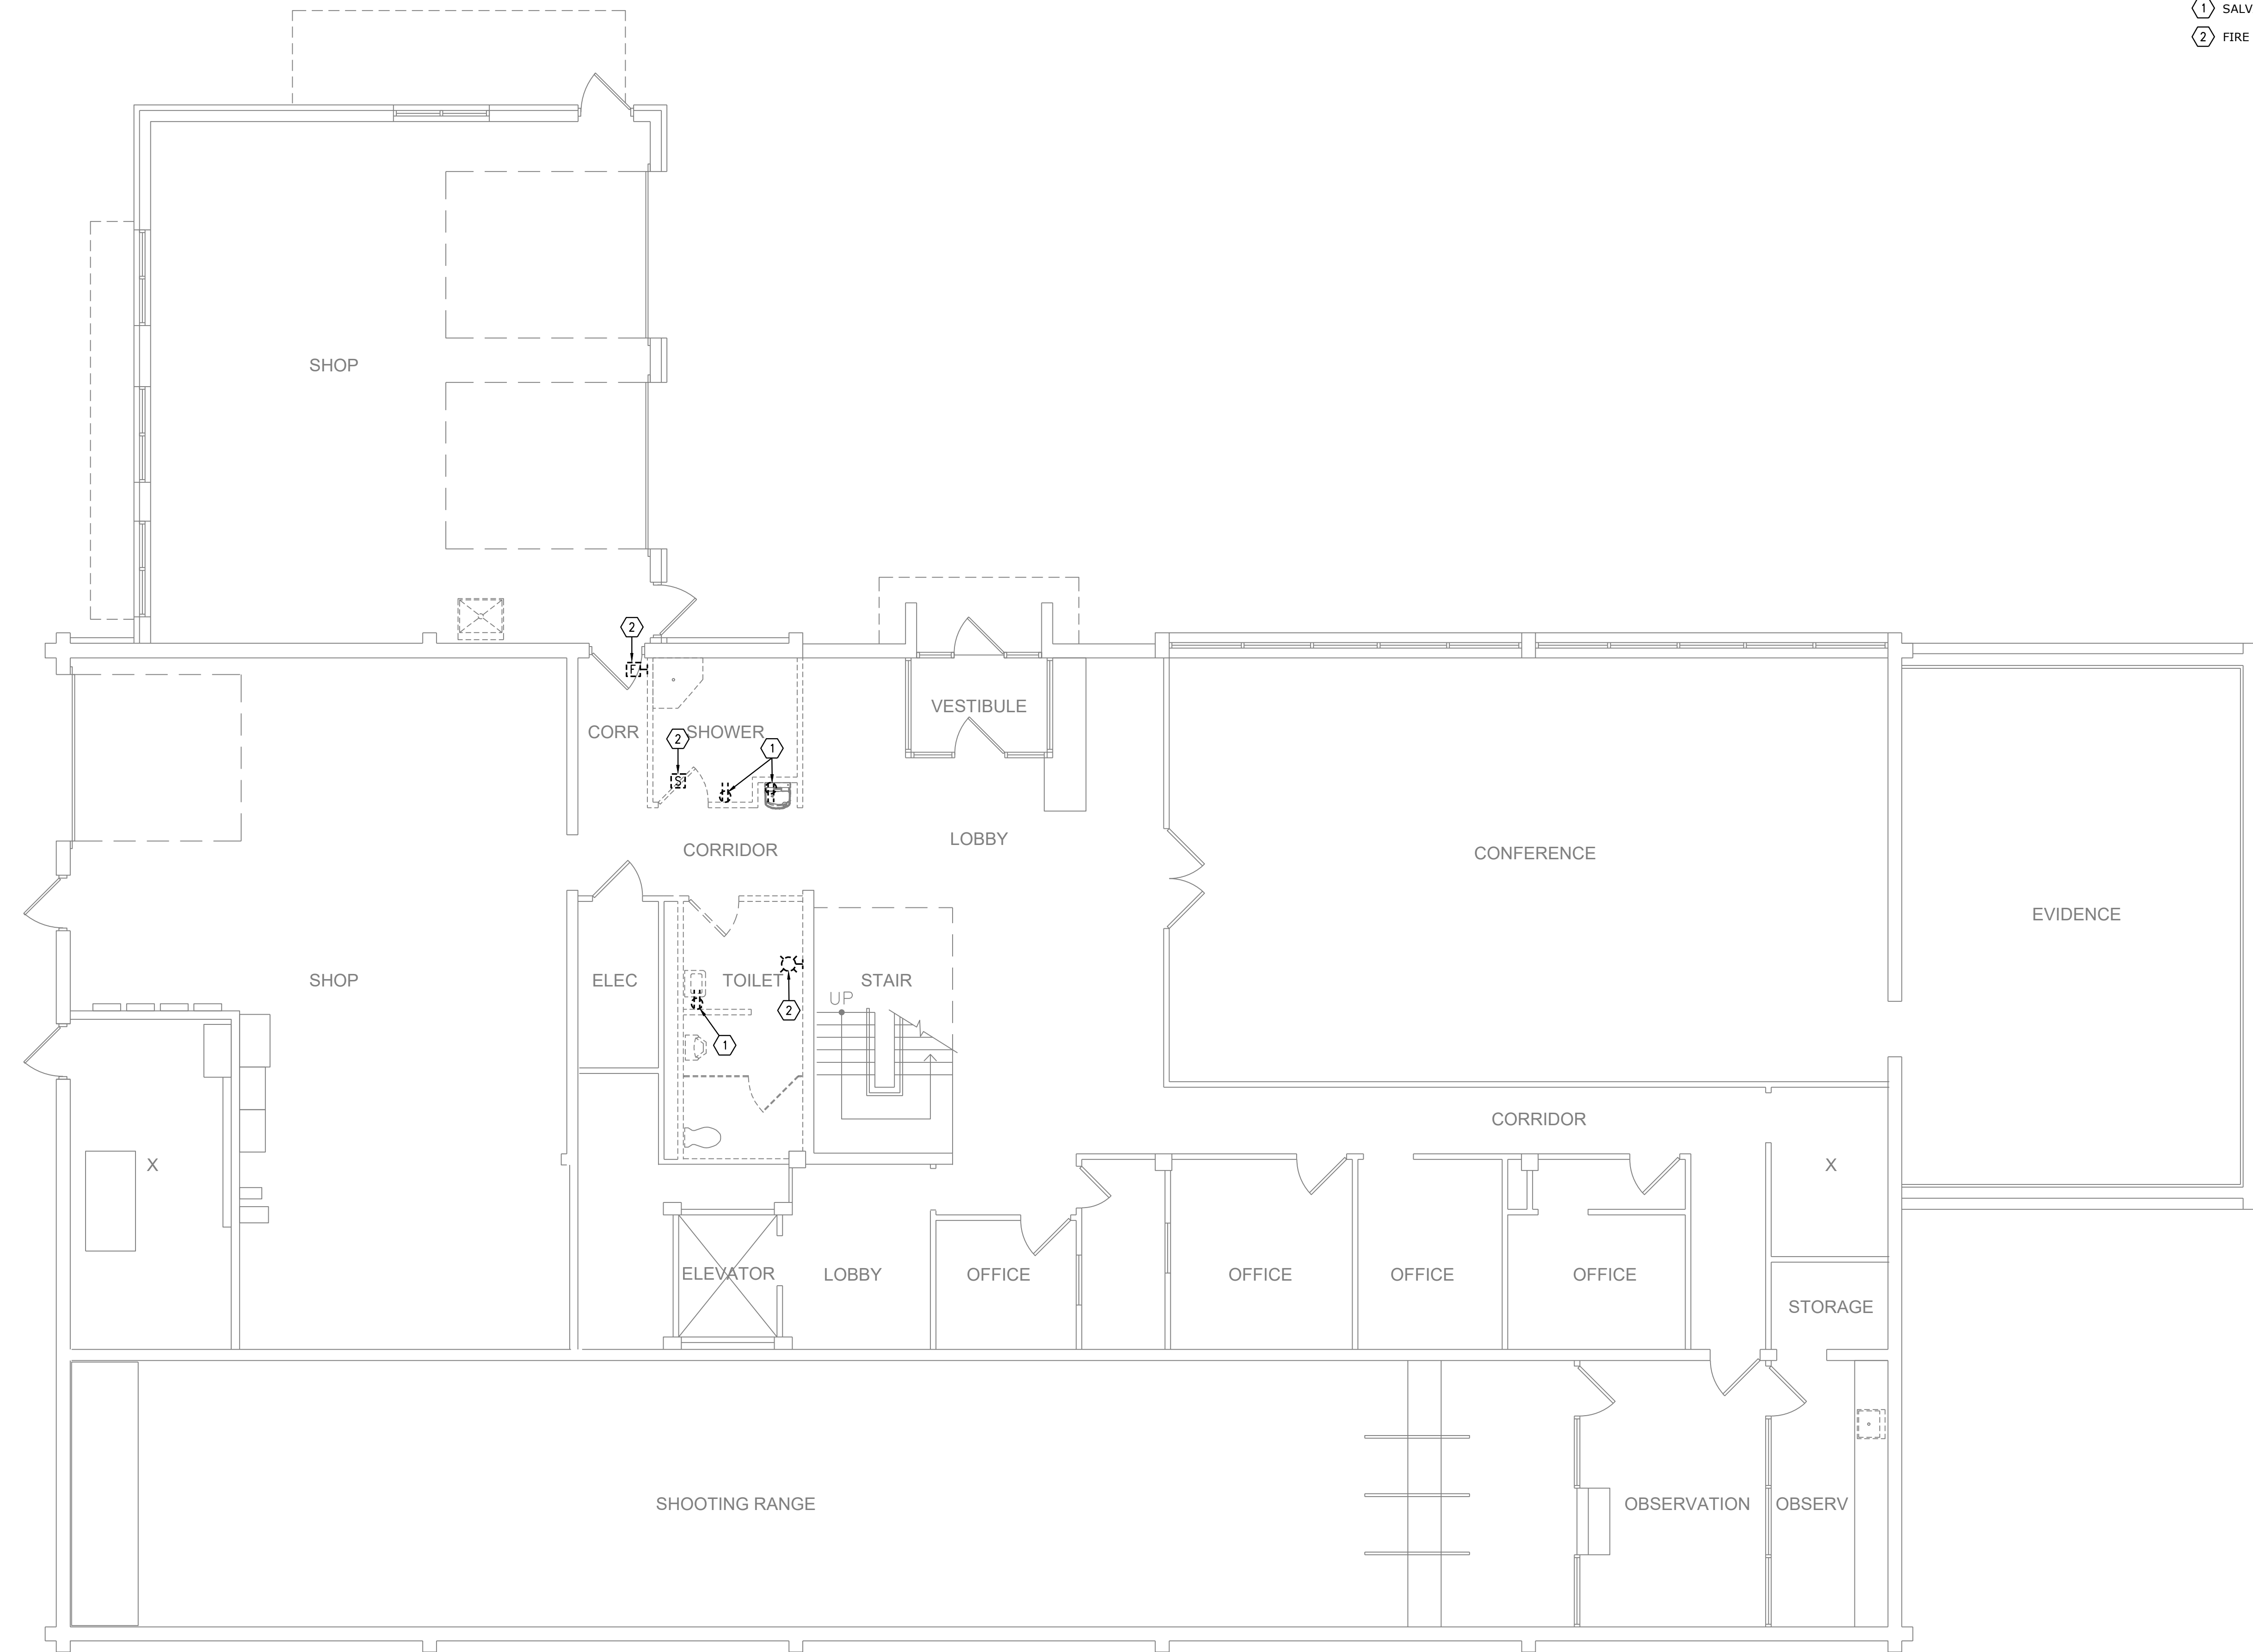 1 SALV
2 FIRE
SHOP
2
F
VESTIBULE
CORR
SHOWER
2
1
S
LOBBY
CORRIDOR
CONFERENCE
EVIDENCE
SHOP
ELEC
TOILET
STAIR
UP
2
1
CORRIDOR
X
X
ELEVATOR
LOBBY
OFFICE
OFFICE
OFFICE
OFFICE
STORAGE
SHOOTING RANGE
OBSERVATION
OBSERV